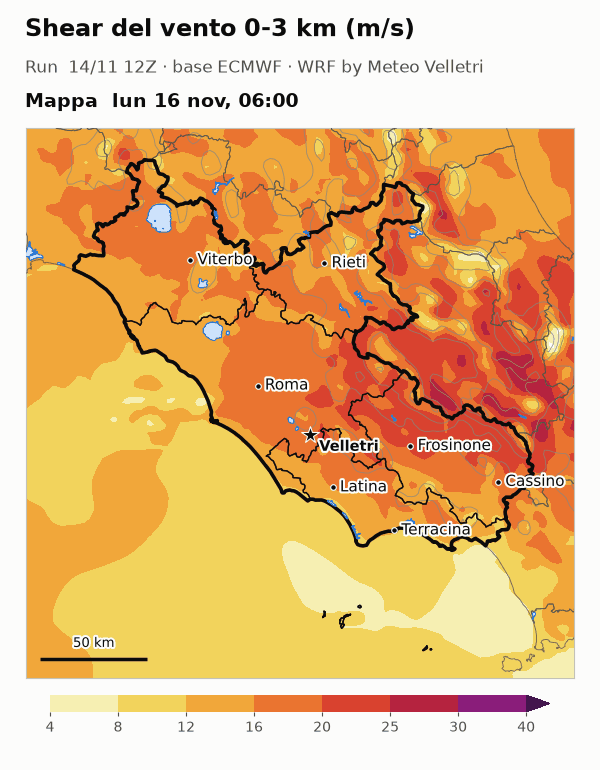 Shear del vento 0-3 km (m/s)
Run  14/11 12Z · base ECMWF · WRF by Meteo Velletri
Mappa  lun 16 nov, 06:00
Viterbo
Rieti
Roma
Velletri
Frosinone
Latina
Cassino
Terracina
50 km
4 8 12 16 20 25 30 40